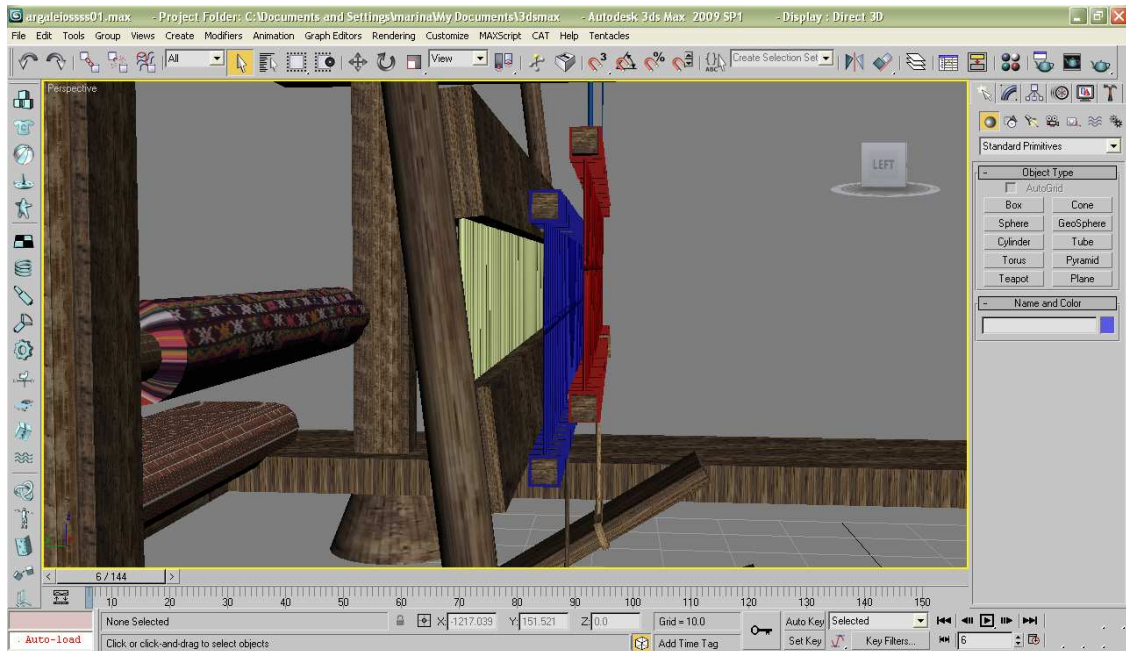 argaleiossss01.max - Project Folder: C:\Documents and Settings\marina\My Documents\3dsmax - Autodesk 3ds Max 2009 SP1 - Display : Direct 3D
File Edit Tools Group Views Create Modifiers Animation Graph Editors Rendering Customize MAXScript CAT Help Tentacles
All View Create Selection Set
Perspective
LEFT
Standard Primitives
- Object Type
AutoGrid
Box Cone
Sphere GeoSphere
Cylinder Tube
Torus Pyramid
Teapot Plane
- Name and Color
< 6 / 144 >
10 20 30 40 50 60 70 80 90 100 110 120 130 140 150
None Selected X: -1217.039 Y: 151.521 Z: 0.0 Grid = 10.0 Auto Key Selected
Auto-load Click or click-and-drag to select objects Add Time Tag Set Key Key Filters... 6